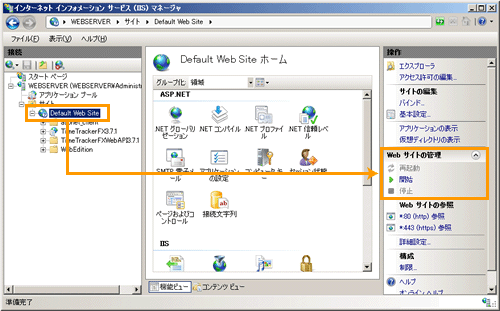 インターネット インフォメーション サービス (IIS) マネージャ
WEBSERVER ▸ サイト ▸ Default Web Site
ファイル(F) 表示(V) ヘルプ(H)
接続
スタート ページ
WEBSERVER (WEBSERVER¥Administ
アプリケーション プール
サイト
Default Web Site
aspnet_client
TimeTrackerFX3.7.1
TimeTrackerFXWebAPI3.7.1
WebEdition
Default Web Site ホーム
グループ化: 領域
ASP.NET
.NET グローバリゼーション
.NET コンパイル
.NET プロファイル
.NET 信頼レベル
SMTP 電子メール
アプリケーションの設定
コンピュータ キー
セッション状態
ページおよびコントロール
接続文字列
IIS
機能ビュー コンテンツ ビュー
操作
エクスプローラ
アクセス許可の編集...
サイトの編集
バインド...
基本設定...
アプリケーションの表示
仮想ディレクトリの表示
Web サイトの管理
再起動
開始
停止
Web サイトの参照
*:80 (http) 参照
*:443 (https) 参照
詳細設定...
構成
制限...
ヘルプ
オンライン ヘルプ
準備完了